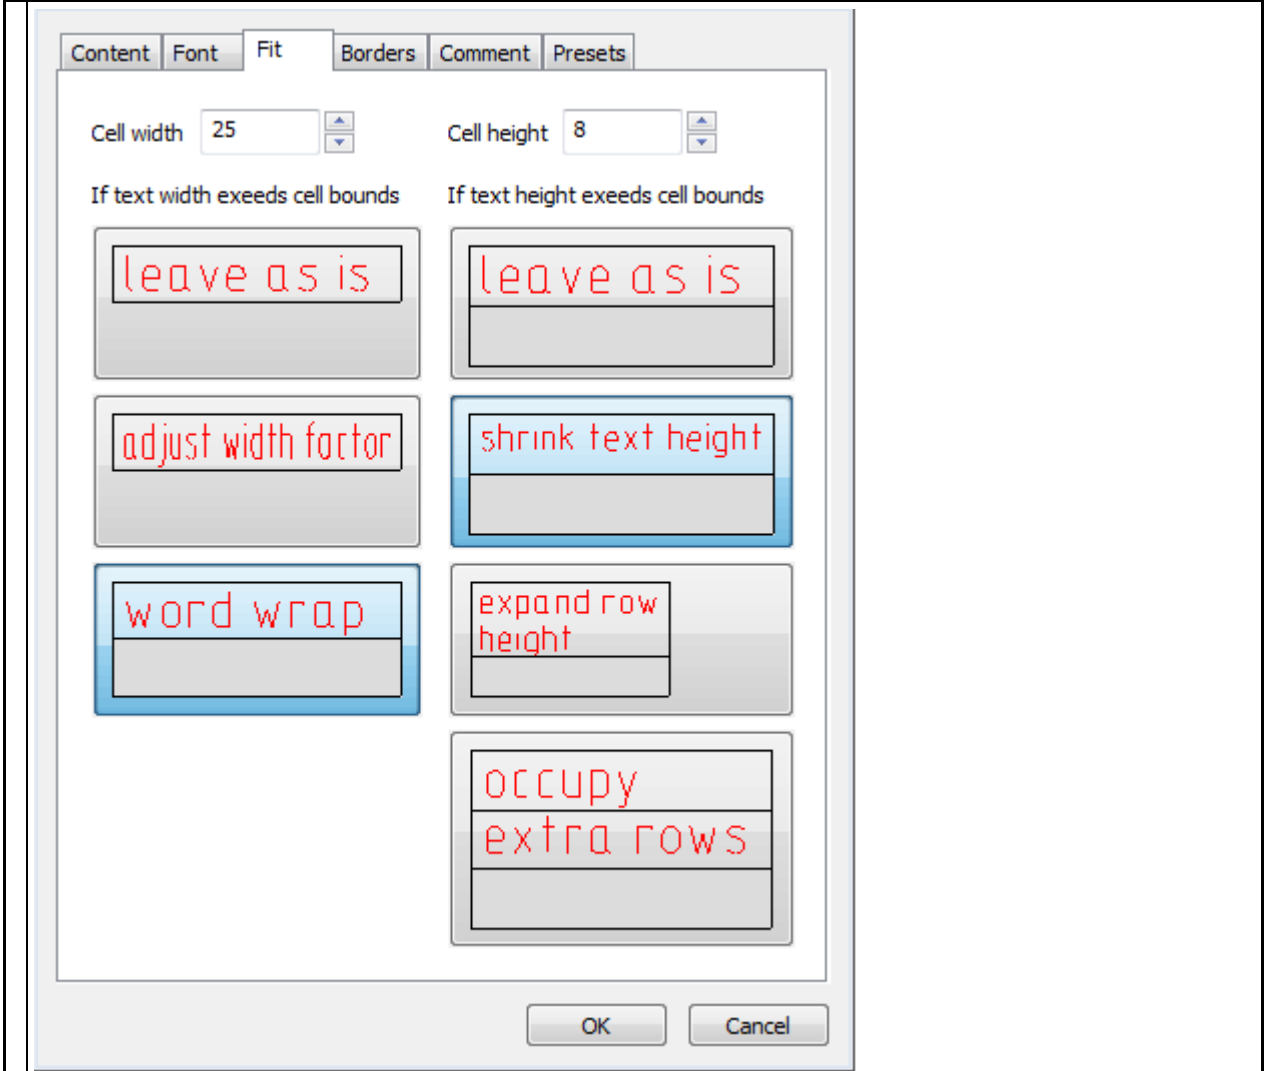 Content Font Fit Borders Comment Presets
Cell width 25 Cell height 8
If text width exeeds cell bounds If text height exeeds cell bounds
leave as is leave as is
adjust width factor shrink text height
word wrap expand row
height
occupy
extra rows
OK Cancel